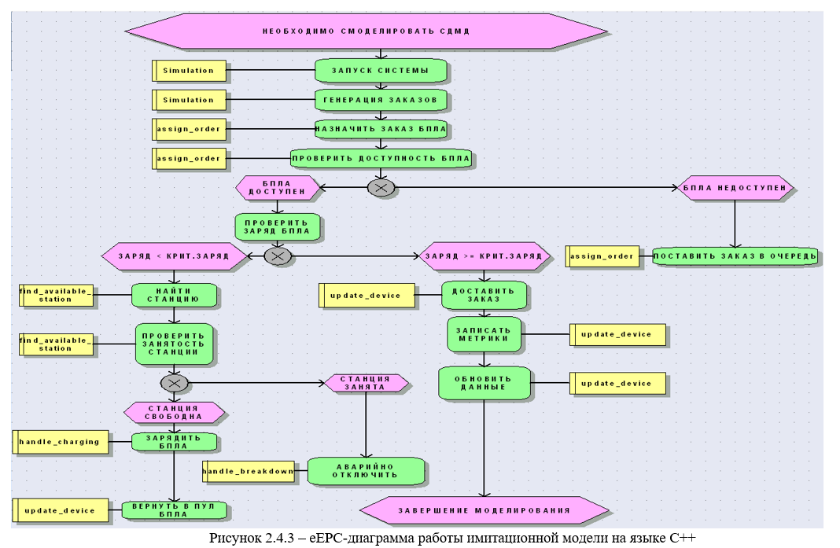 НЕОБХОДИМО СМОДЕЛИРОВАТЬ СДМД
Simulation
ЗАПУСК СИСТЕМЫ
Simulation
ГЕНЕРАЦИЯ ЗАКАЗОВ
assign_order
НАЗНАЧИТЬ ЗАКАЗ БПЛА
assign_order
ПРОВЕРИТЬ ДОСТУПНОСТЬ БПЛА
БПЛА
ДОСТУПЕН
БПЛА НЕДОСТУПЕН
ПРОВЕРИТЬ
ЗАРЯД БПЛА
ЗАРЯД < КРИТ.ЗАРЯД
ЗАРЯД >= КРИТ.ЗАРЯД
assign_order
ПОСТАВИТЬ ЗАКАЗ В ОЧЕРЕДЬ
find_available_
station
НАЙТИ
СТАНЦИЮ
update_device
ДОСТАВИТЬ
ЗАКАЗ
find_available_
station
ПРОВЕРИТЬ
ЗАНЯТОСТЬ
СТАНЦИИ
ЗАПИСАТЬ
МЕТРИКИ
update_device
СТАНЦИЯ
ЗАНЯТА
ОБНОВИТЬ
ДАННЫЕ
update_device
СТАНЦИЯ
СВОБОДНА
handle_charging
ЗАРЯДИТЬ
БПЛА
handle_breakdown
АВАРИЙНО
ОТКЛЮЧИТЬ
update_device
ВЕРНУТЬ В ПУЛ
БПЛА
ЗАВЕРШЕНИЕ МОДЕЛИРОВАНИЯ
Рисунок 2.4.3 – eEPC-диаграмма работы имитационной модели на языке C++